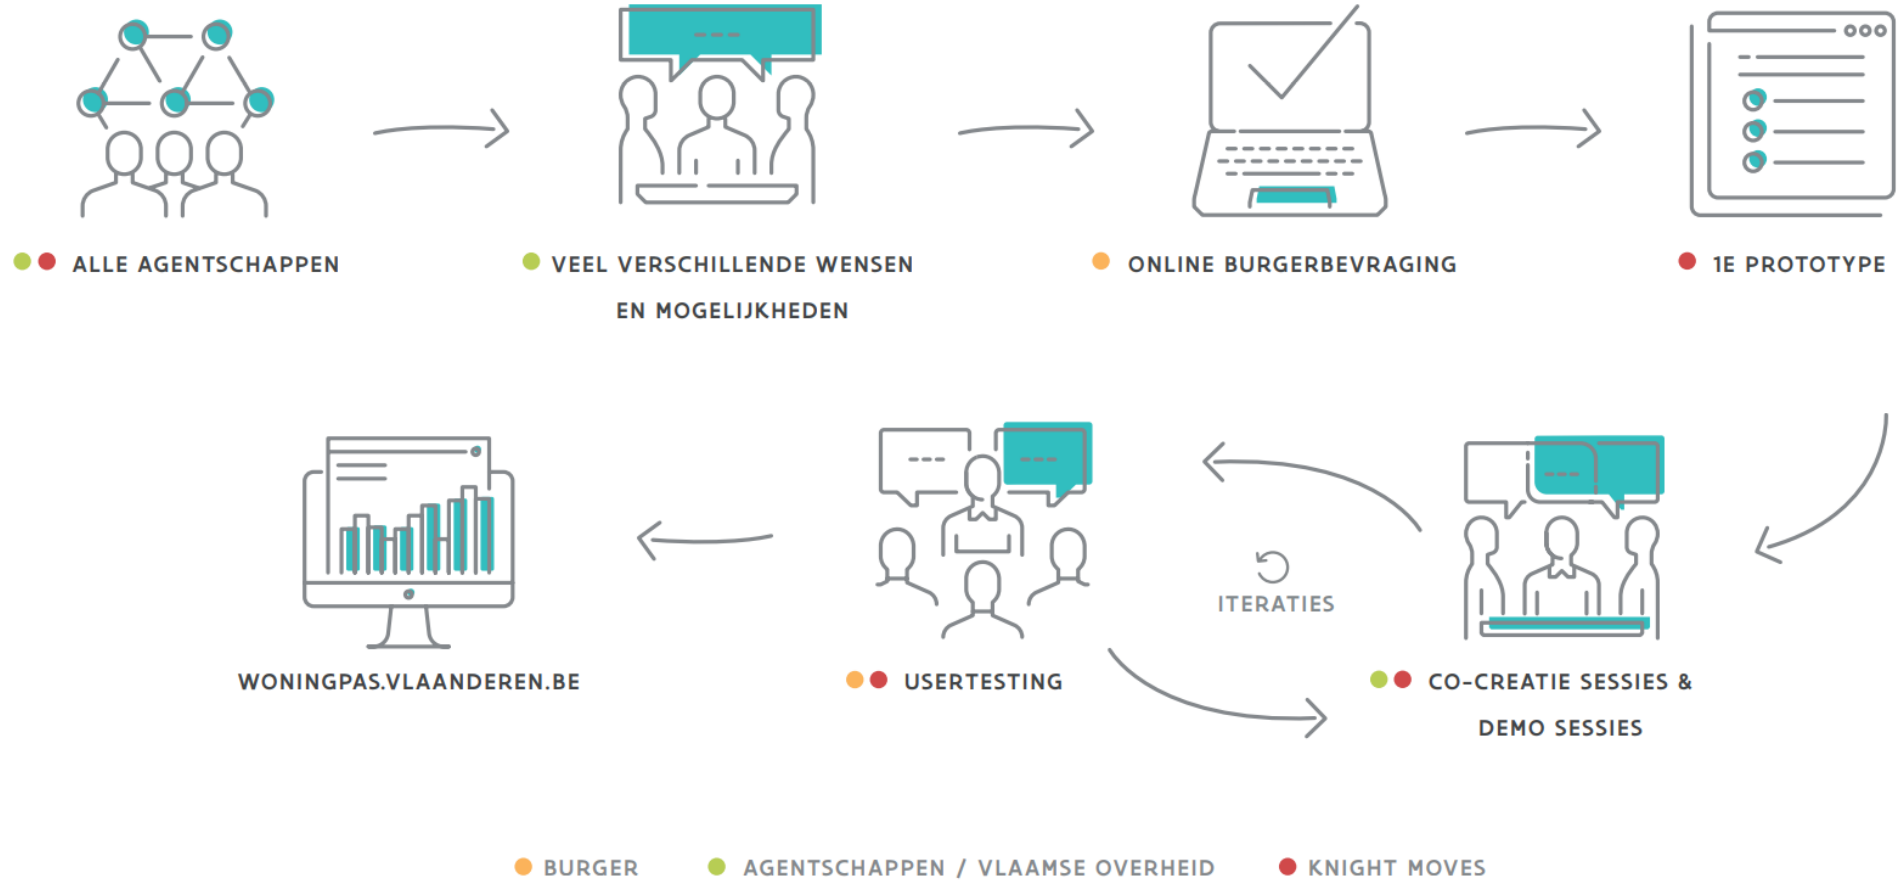 ALLE AGENTSCHAPPEN
VEEL VERSCHILLENDE WENSEN
EN MOGELIJKHEDEN
ONLINE BURGERBEVRAGING
1E PROTOTYPE
WONINGPAS.VLAANDEREN.BE
USERTESTING
ITERATIES
CO-CREATIE SESSIES &
DEMO SESSIES
BURGER
AGENTSCHAPPEN / VLAAMSE OVERHEID
KNIGHT MOVES